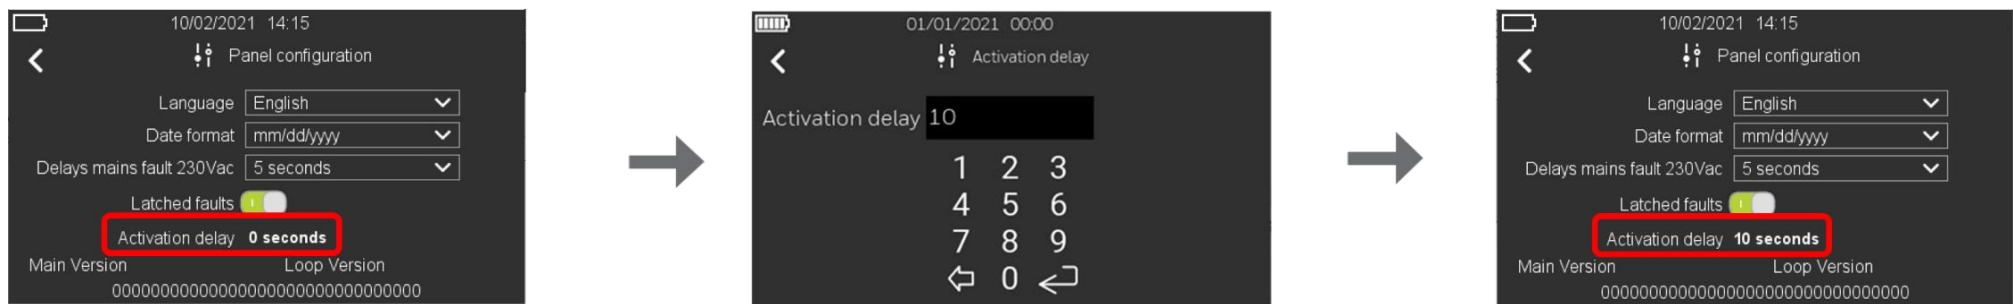 10/02/2021 14:15
Panel configuration
Language English
Date format mm/dd/yyyy
Delays mains fault 230Vac 5 seconds
Latched faults
Activation delay 0 seconds
Main Version Loop Version
00000000000000000000000000000000
01/01/2021 00:00
Activation delay
Activation delay 10
1 2 3
4 5 6
7 8 9
0
10/02/2021 14:15
Panel configuration
Language English
Date format mm/dd/yyyy
Delays mains fault 230Vac 5 seconds
Latched faults
Activation delay 10 seconds
Main Version Loop Version
00000000000000000000000000000000